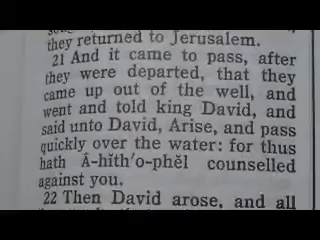 they returned to Jerusalem.
21 And it came to pass, after
they were departed, that they
came up out of the well, and
went and told king David, and
said unto David, Arise, and pass
quickly over the water: for thus
hath Â-hĭth'o-phĕl counselled
against you.
22 Then David arose, and all